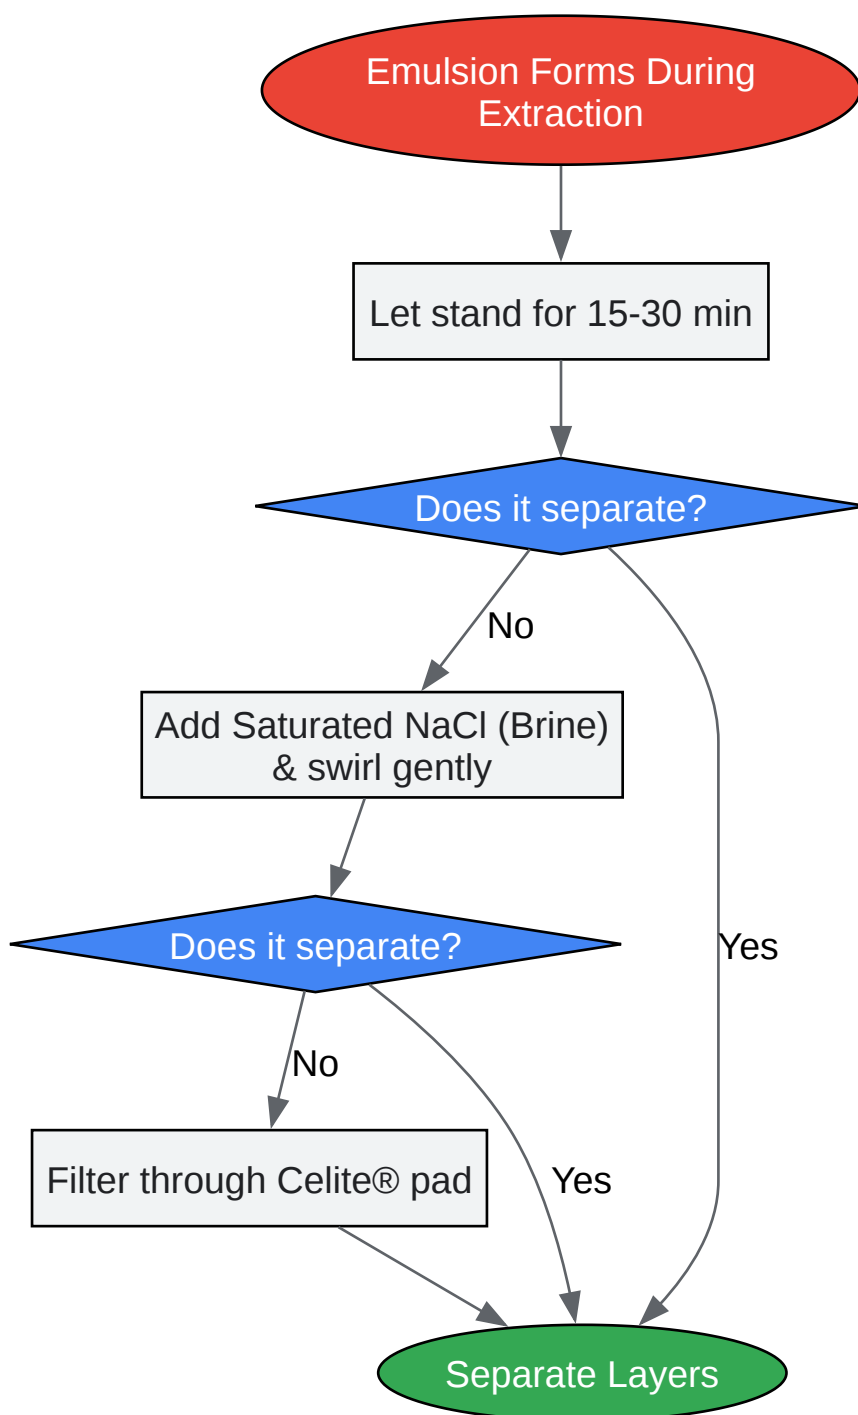 Emulsion Forms During
Extraction
Let stand for 15-30 min
Does it separate?
No
Add Saturated NaCl (Brine)
& swirl gently
Does it separate?
Yes
No
Filter through Celite® pad
Yes
Separate Layers